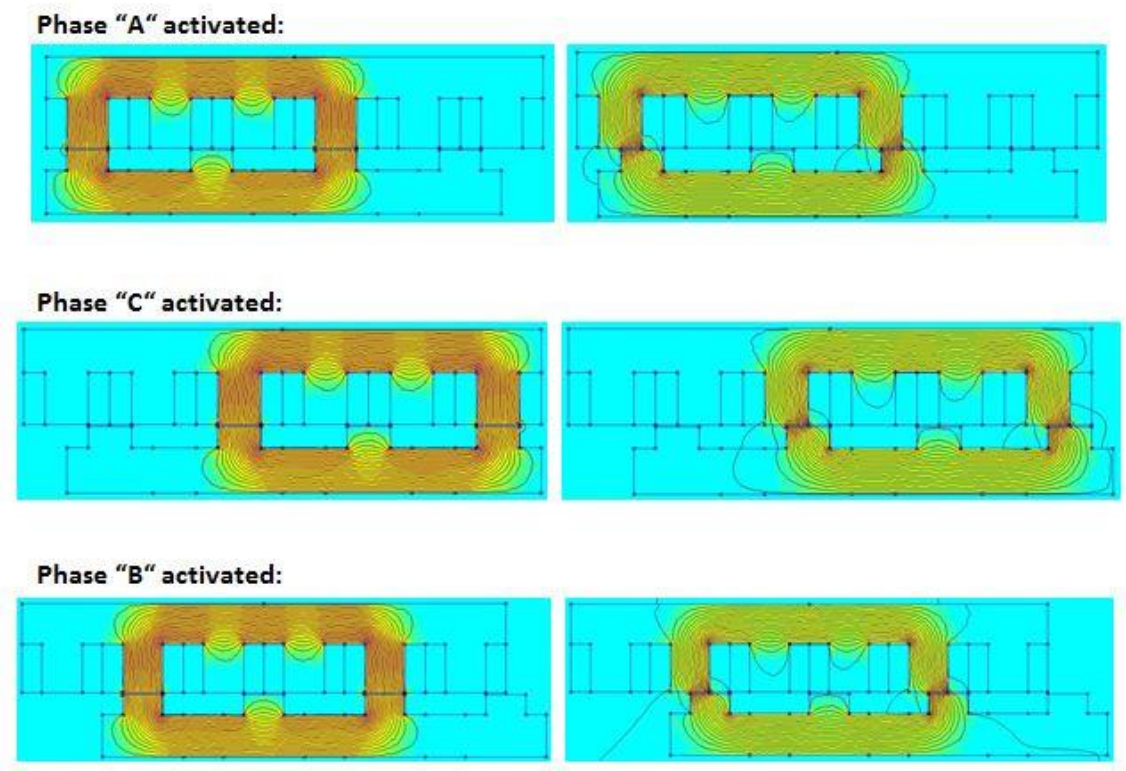 Phase “A“ activated:
Phase “C“ activated:
Phase “B“ activated: